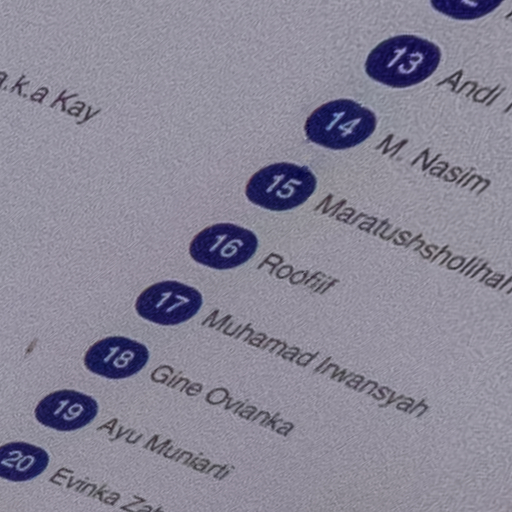 a.k.a Kay
13 Andi
14 M. Nasim
15 Maratushsholihah
16 Roofiif
17 Muhamad Irwansyah
18 Gine Ovianka
19 Ayu Muniarti
20 Evinka